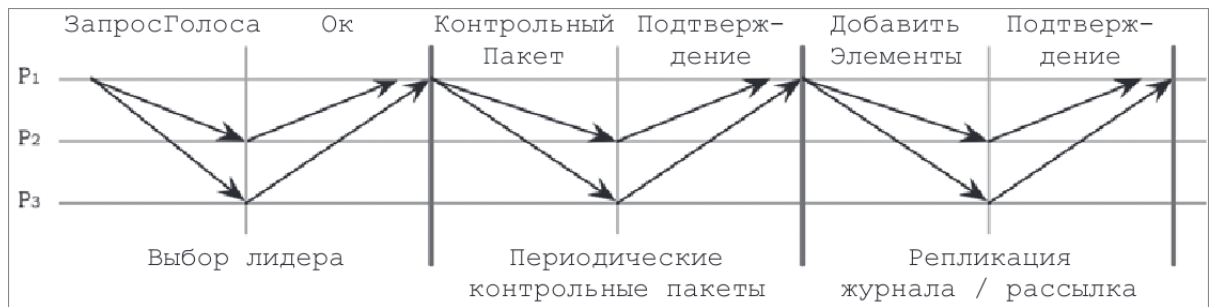 ЗапросГолоса Ок Контрольный Подтверж- Добавить Подтверж-
Пакет дение Элементы дение
P1
P2
P3
Выбор лидера Периодические Репликация
контрольные пакеты журнала / рассылка